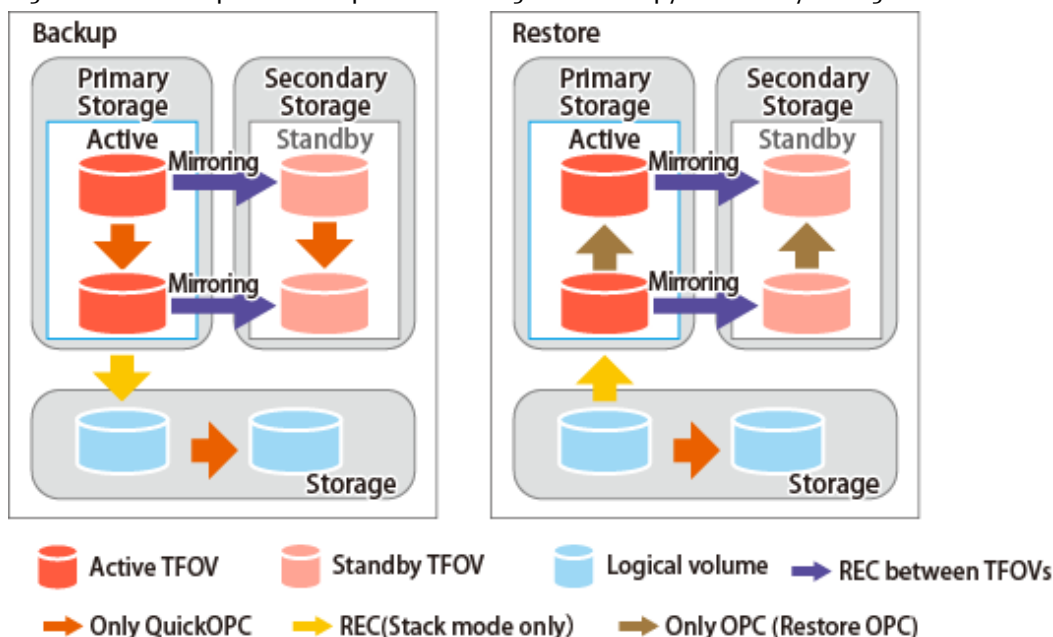 Backup
Primary Storage
Secondary Storage
Active
Standby
Mirroring
Mirroring
Storage
Restore
Primary Storage
Secondary Storage
Active
Standby
Mirroring
Mirroring
Storage
Active TFOV
Standby TFOV
Logical volume
REC between TFOVs
Only QuickOPC
REC(Stack mode only)
Only OPC (Restore OPC)